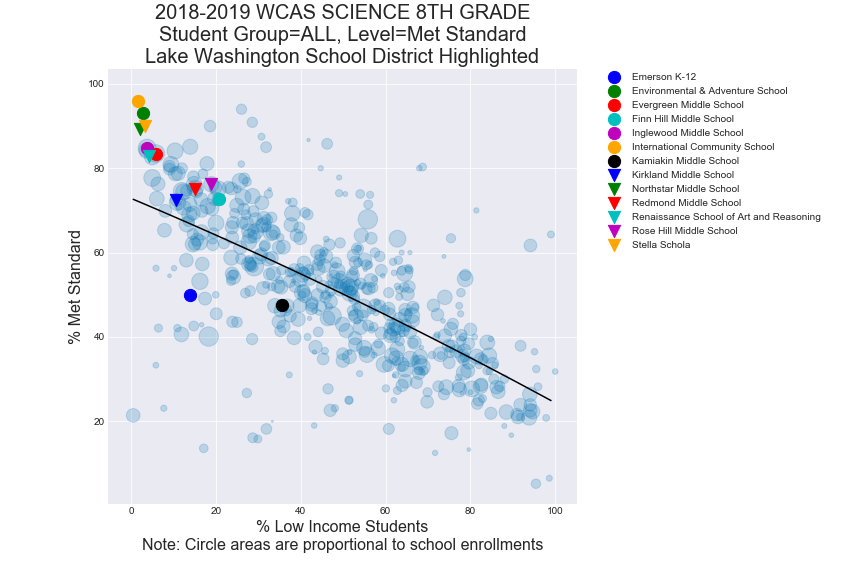 2018-2019 WCAS SCIENCE 8TH GRADE
Student Group=ALL, Level=Met Standard
Lake Washington School District Highlighted
100
80
60
40
20
% Met Standard
0
20
40
60
80
100
% Low Income Students
Note: Circle areas are proportional to school enrollments
Emerson K-12
Environmental & Adventure School
Evergreen Middle School
Finn Hill Middle School
Inglewood Middle School
International Community School
Kamiakin Middle School
Kirkland Middle School
Northstar Middle School
Redmond Middle School
Renaissance School of Art and Reasoning
Rose Hill Middle School
Stella Schola